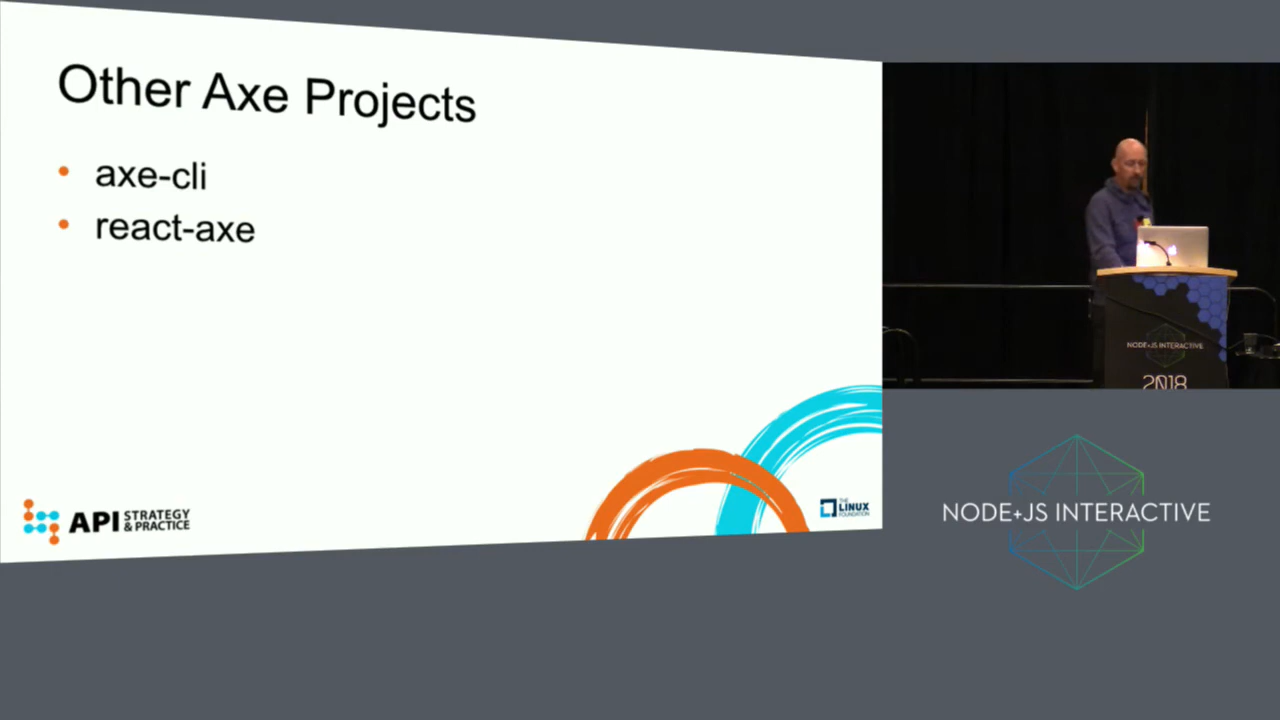 Other Axe Projects
• axe-cli
• react-axe
API STRATEGY
& PRACTICE
THE
LINUX
FOUNDATION
NODE+JS INTERACTIVE
2018
NODE+JS INTERACTIVE